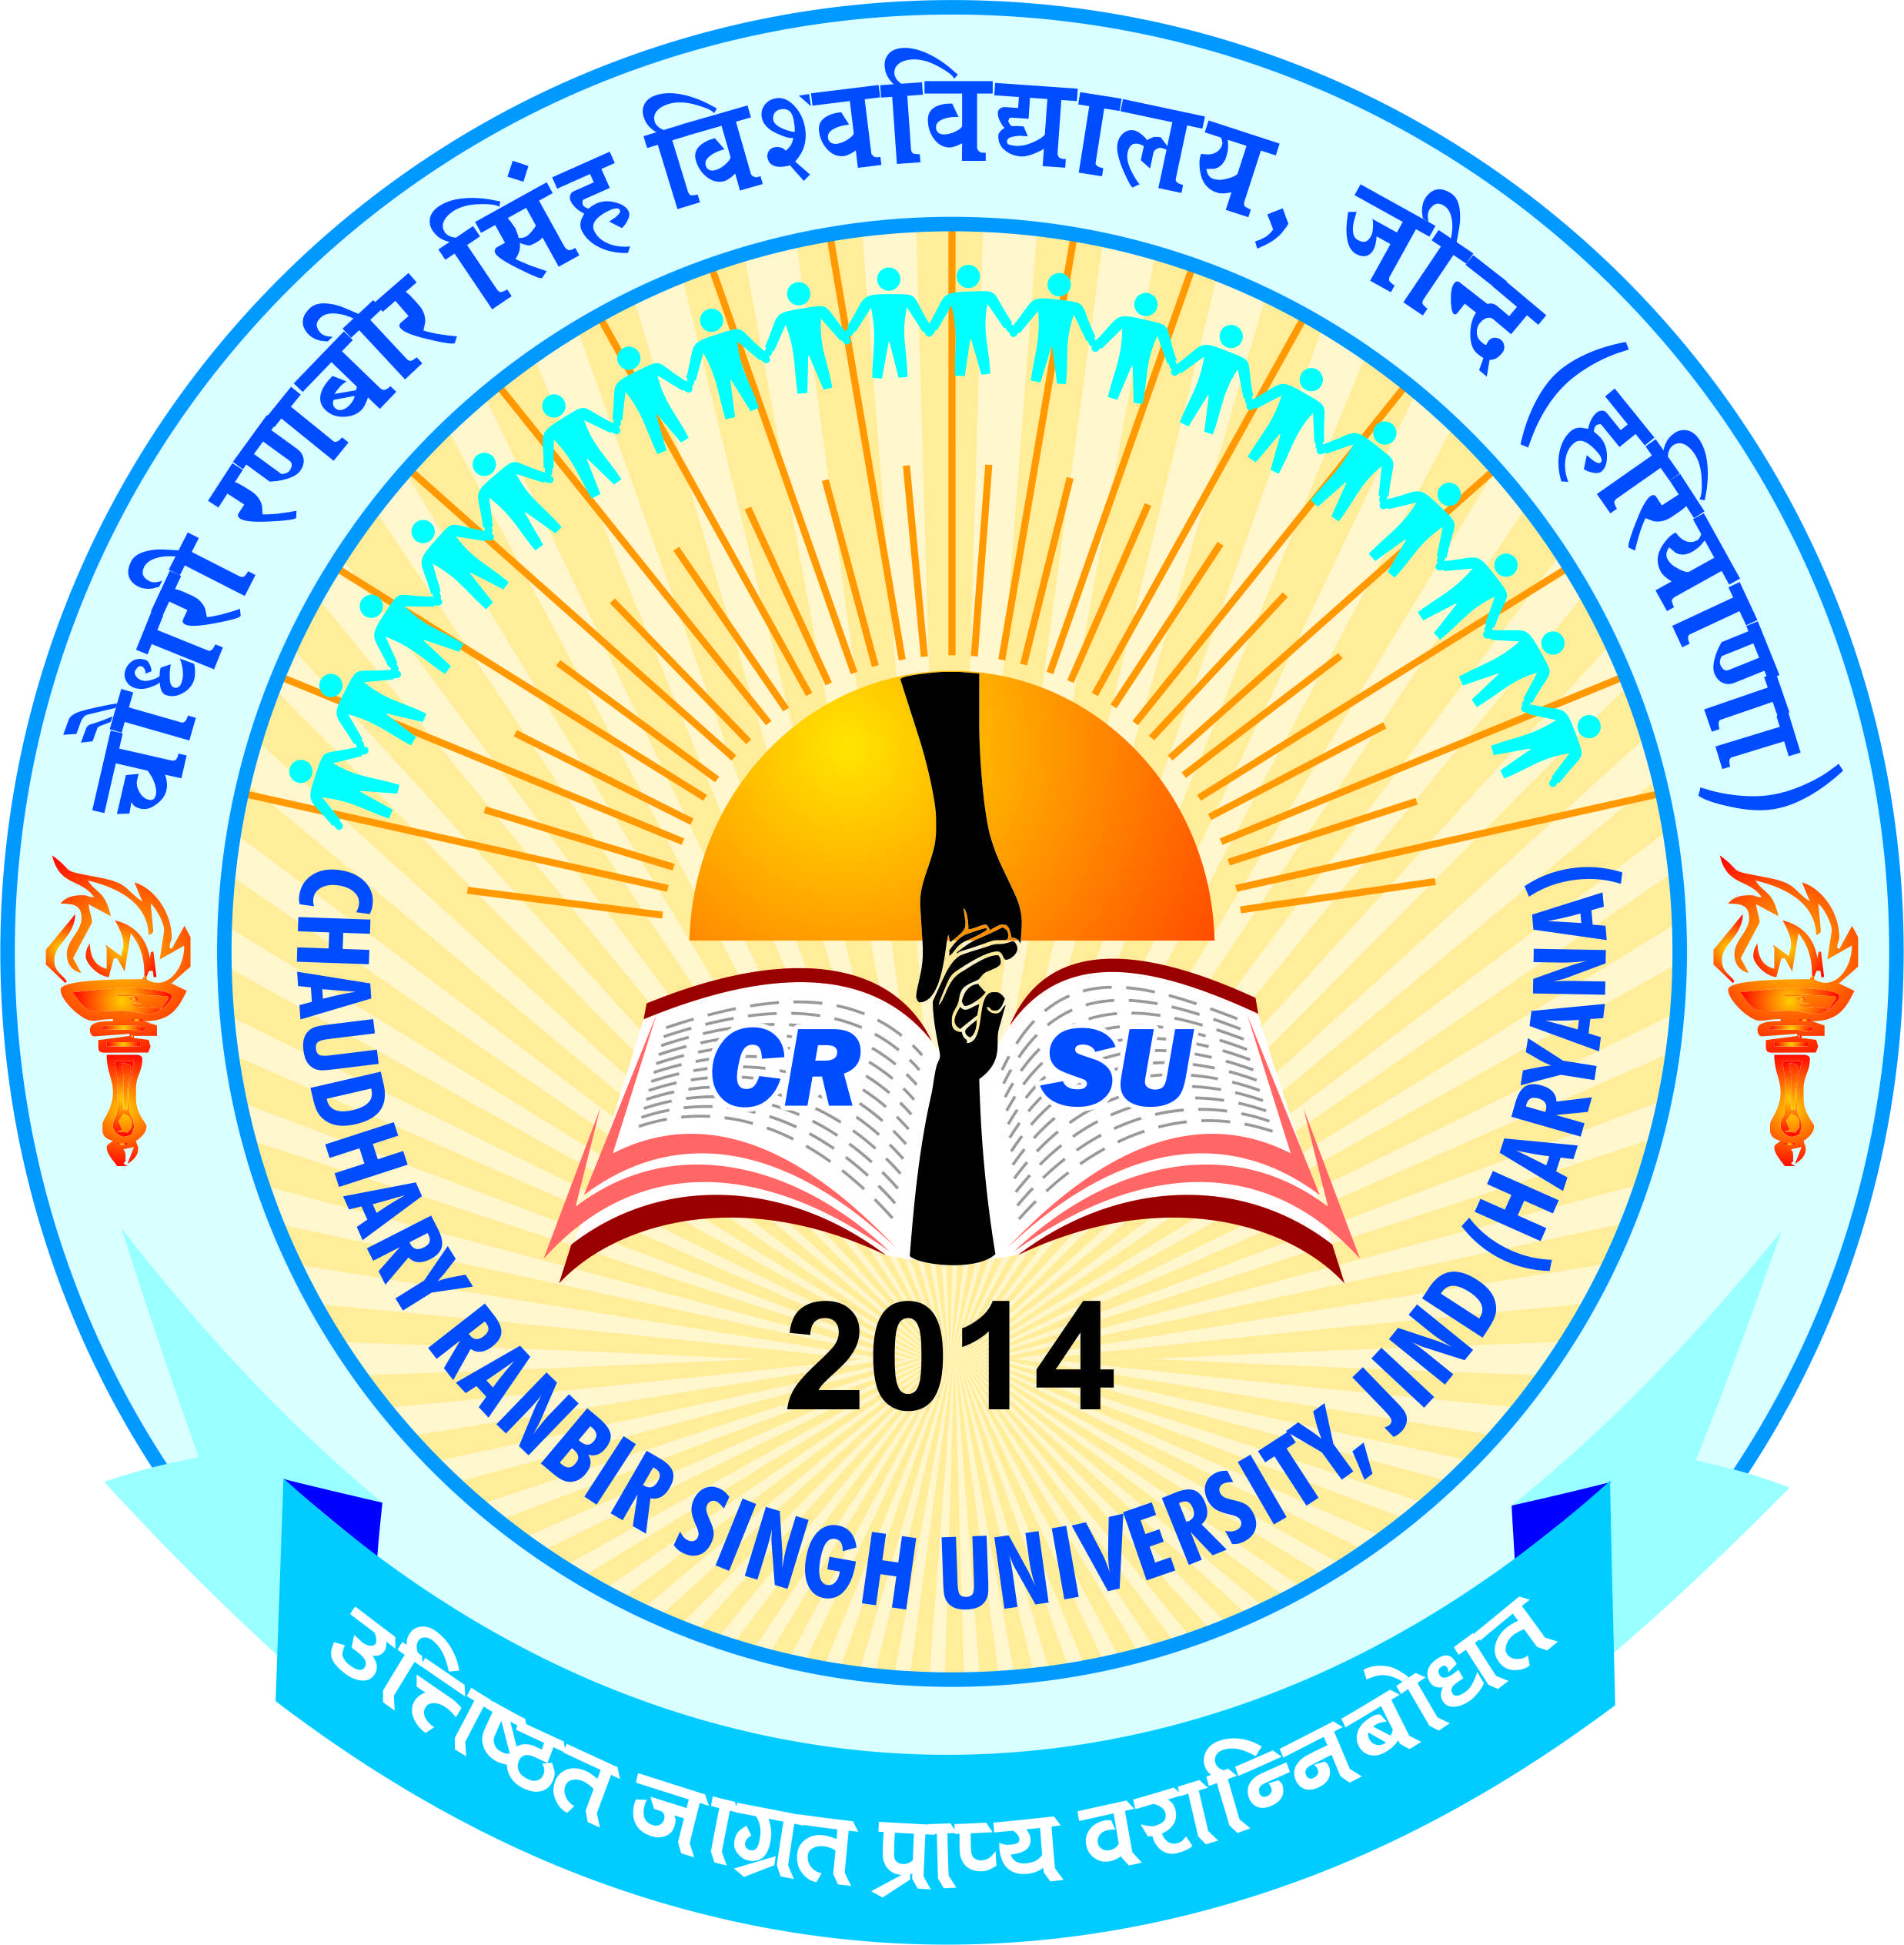 चौधरी रणबीर सिंह विश्वविद्यालय, जींद (हरियाणा)
CR SU
2014
CHAUDHARY RANBIR SINGH UNIVERSITY, JIND (HARYANA)
उतिष्ठत जाग्रत प्राप्य वरान्निबोधत